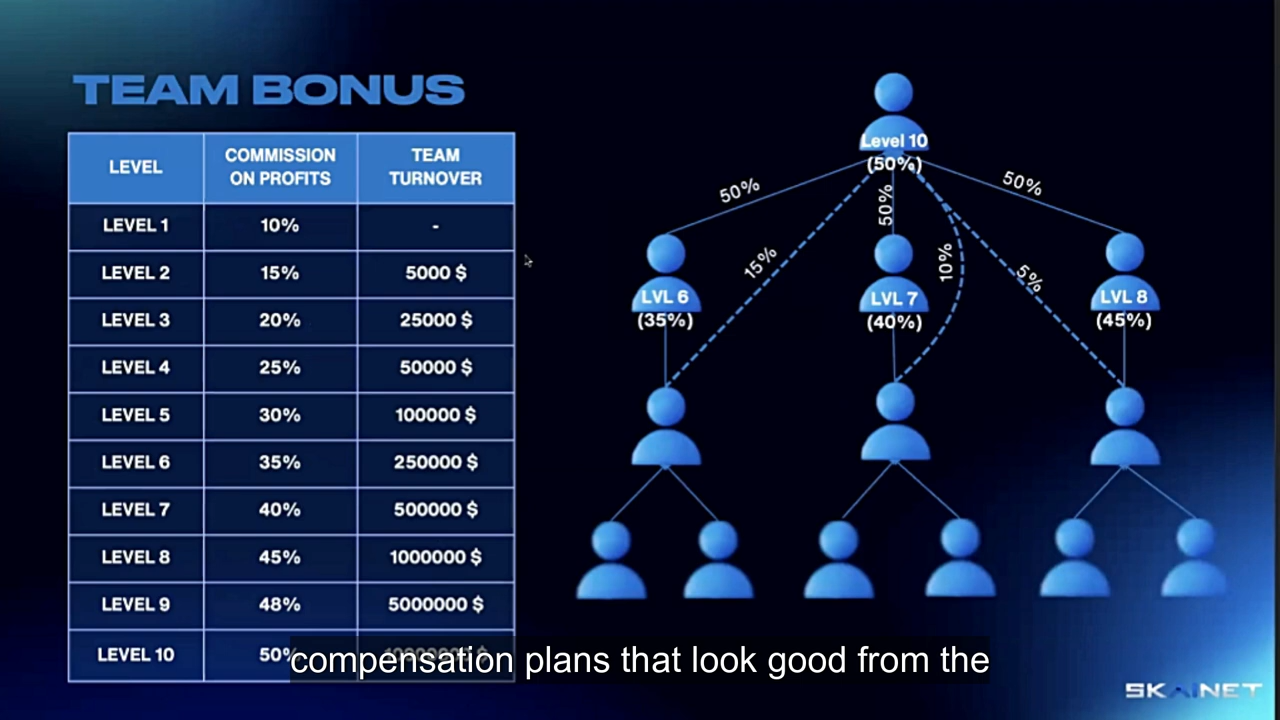 TEAM BONUS
LEVEL
COMMISSION
ON PROFITS
TEAM
TURNOVER
LEVEL 1 10% -
LEVEL 2 15% 5000 $
LEVEL 3 20% 25000 $
LEVEL 4 25% 50000 $
LEVEL 5 30% 100000 $
LEVEL 6 35% 250000 $
LEVEL 7 40% 500000 $
LEVEL 8 45% 1000000 $
LEVEL 9 48% 5000000 $
LEVEL 10 50%
Level 10
(50%)
50%
50%
50%
15%
10%
5%
LVL 6
(35%)
LVL 7
(40%)
LVL 8
(45%)
compensation plans that look good from the
SKAINET